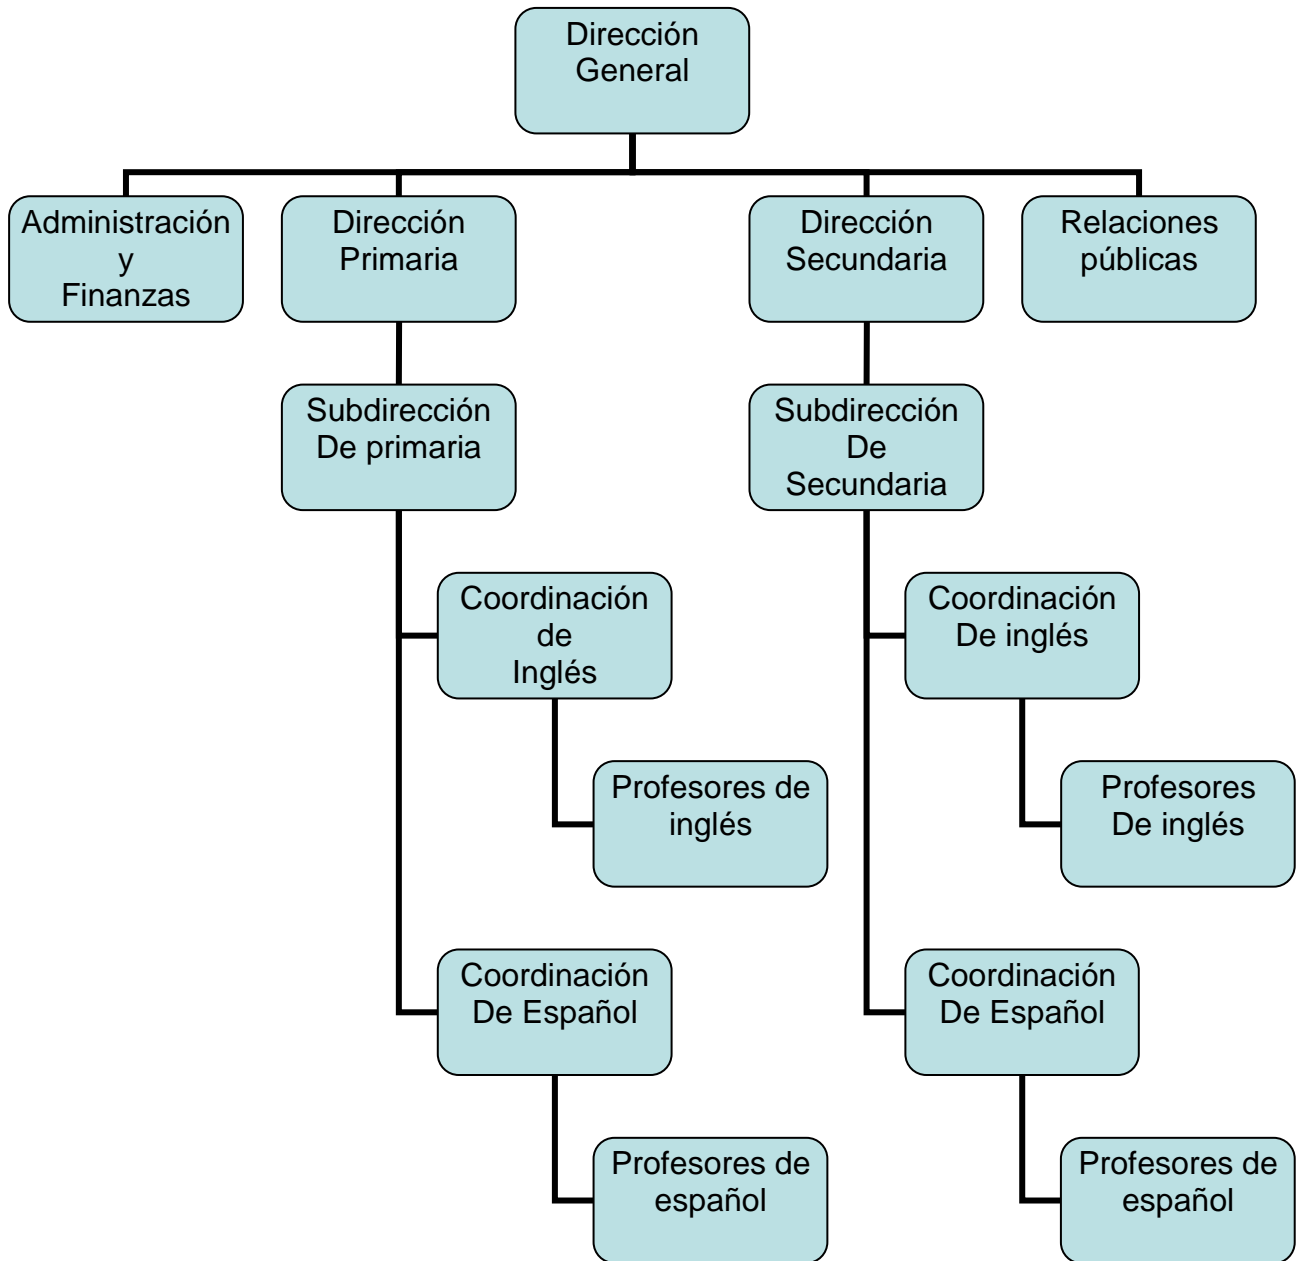 Dirección
General
Administración
y
Finanzas
Dirección
Primaria
Dirección
Secundaria
Relaciones
públicas
Subdirección
De primaria
Subdirección
De
Secundaria
Coordinación
de
Inglés
Coordinación
De inglés
Profesores de
inglés
Profesores
De inglés
Coordinación
De Español
Coordinación
De Español
Profesores de
español
Profesores de
español